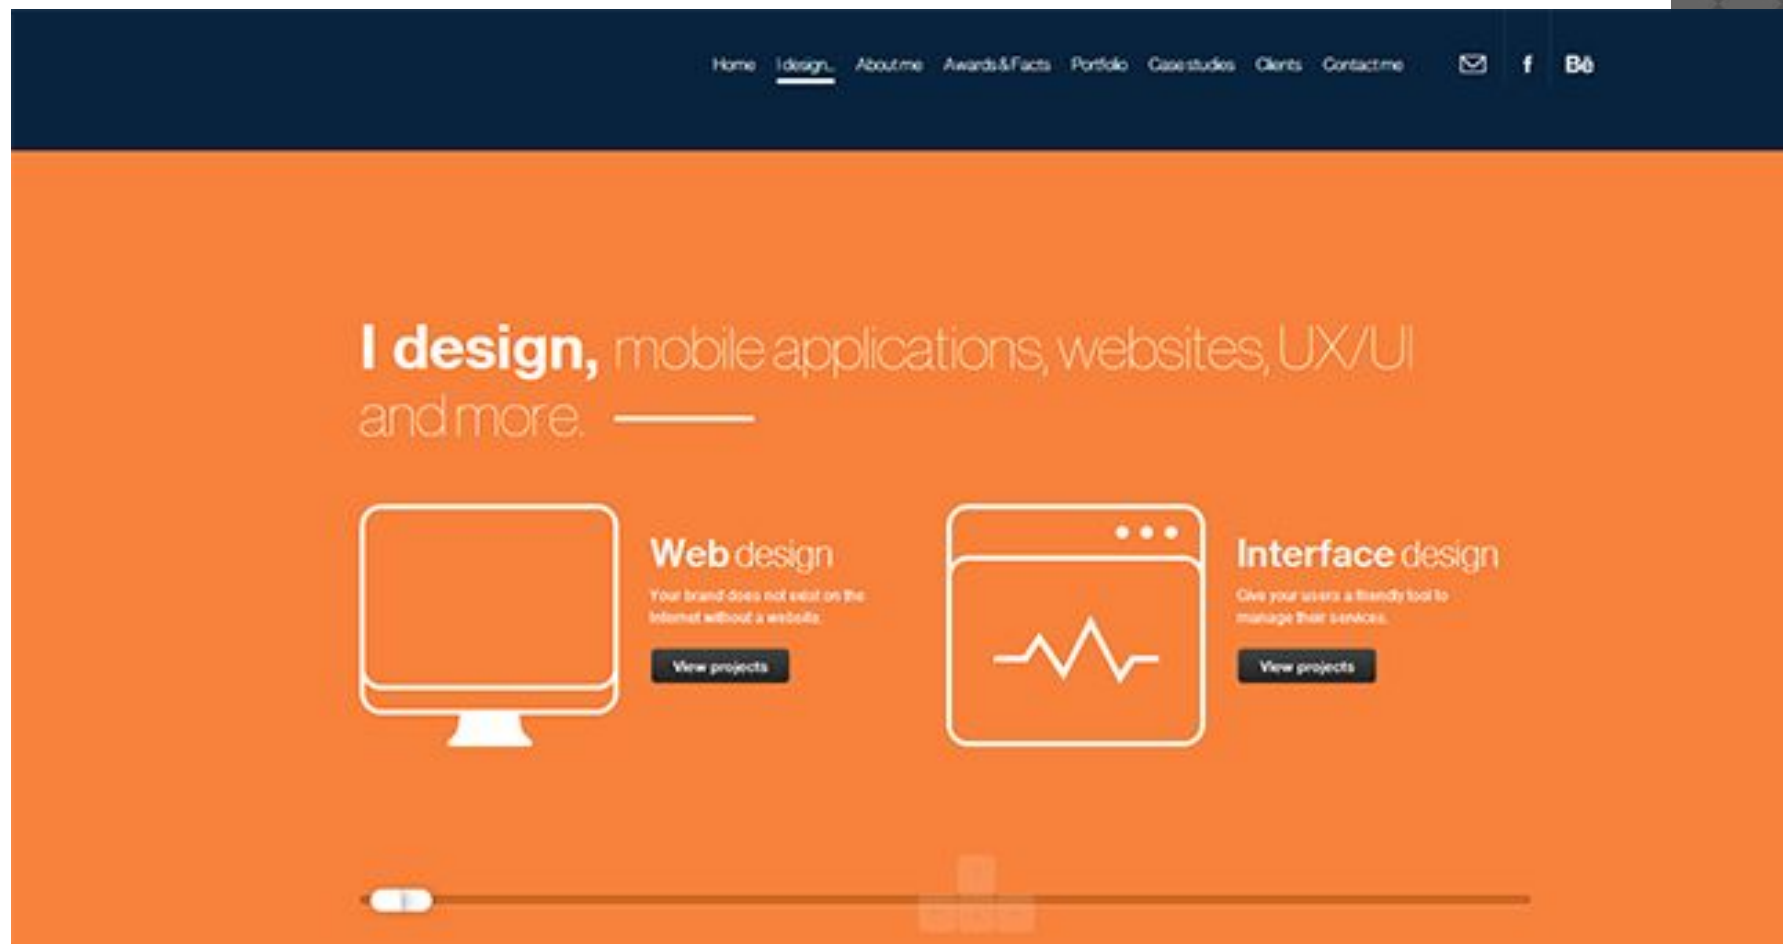 Home I design... About me Awards & Facts Portfolio Case studies Clients Contact me f Bē
I design, mobile applications, websites, UX/UI
and more.
Web design
Your brand does not exist on the
Internet without a website.
View projects
Interface design
Give your users a friendly tool to
manage their services.
View projects